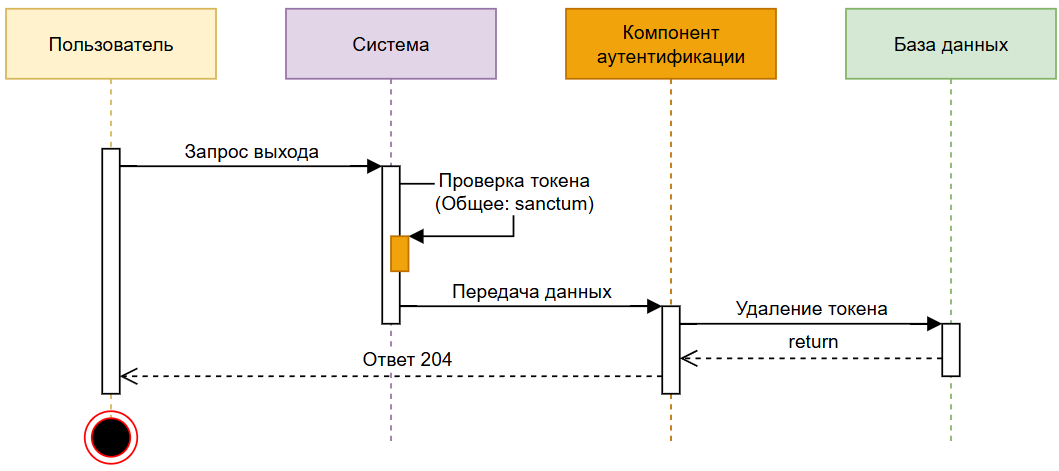 Пользователь
Система
Компонент
аутентификации
База данных
Запрос выхода
Проверка токена
(Общее: sanctum)
Передача данных
Удаление токена
return
Ответ 204